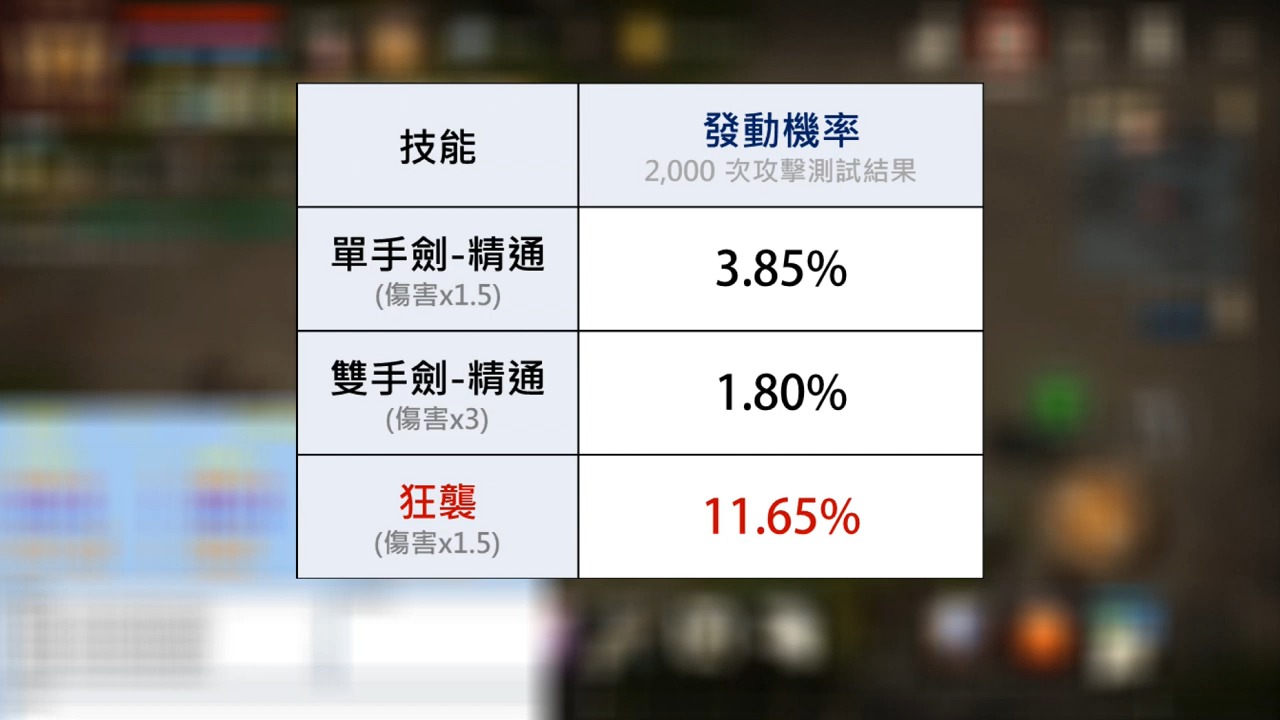 技能
發動機率
2,000 次攻擊測試結果
單手劍-精通
(傷害x1.5)
3.85%
雙手劍-精通
(傷害x3)
1.80%
狂襲
(傷害x1.5)
11.65%